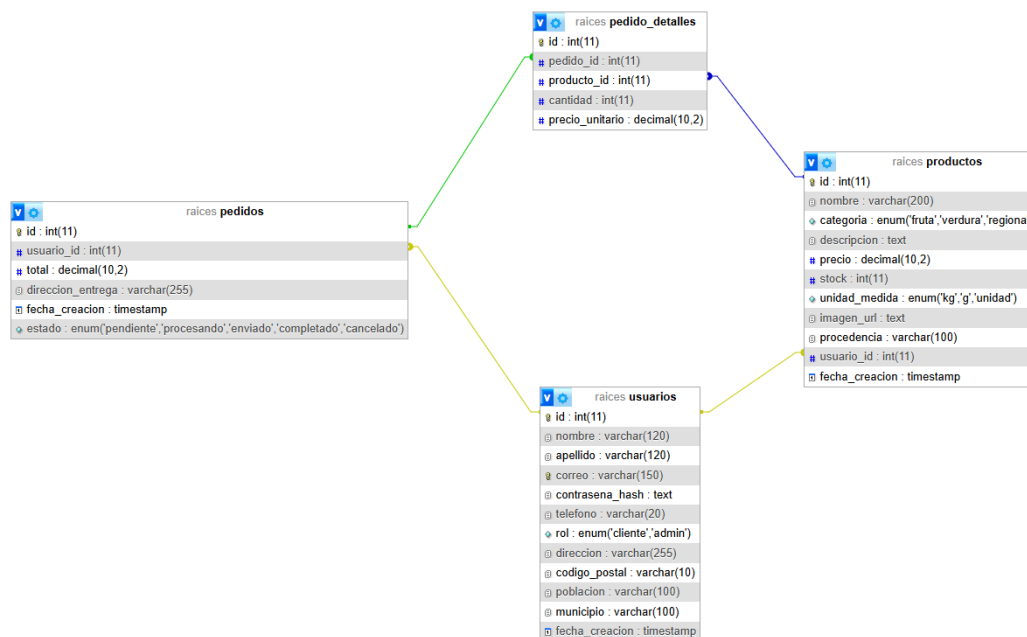 raices pedido_detalles
id : int(11)
# pedido_id : int(11)
# producto_id : int(11)
# cantidad : int(11)
# precio_unitario : decimal(10,2)
raices productos
id : int(11)
nombre : varchar(200)
categoria : enum('fruta','verdura','regiona
descripcion : text
# precio : decimal(10,2)
# stock : int(11)
unidad_medida : enum('kg','g','unidad')
imagen_url : text
procedencia : varchar(100)
# usuario_id : int(11)
fecha_creacion : timestamp
raices pedidos
id : int(11)
# usuario_id : int(11)
# total : decimal(10,2)
direccion_entrega : varchar(255)
fecha_creacion : timestamp
estado : enum('pendiente','procesando','enviado','completado','cancelado')
raices usuarios
id : int(11)
nombre : varchar(120)
apellido : varchar(120)
correo : varchar(150)
contrasena_hash : text
telefono : varchar(20)
rol : enum('cliente','admin')
direccion : varchar(255)
codigo_postal : varchar(10)
poblacion : varchar(100)
municipio : varchar(100)
fecha_creacion : timestamp